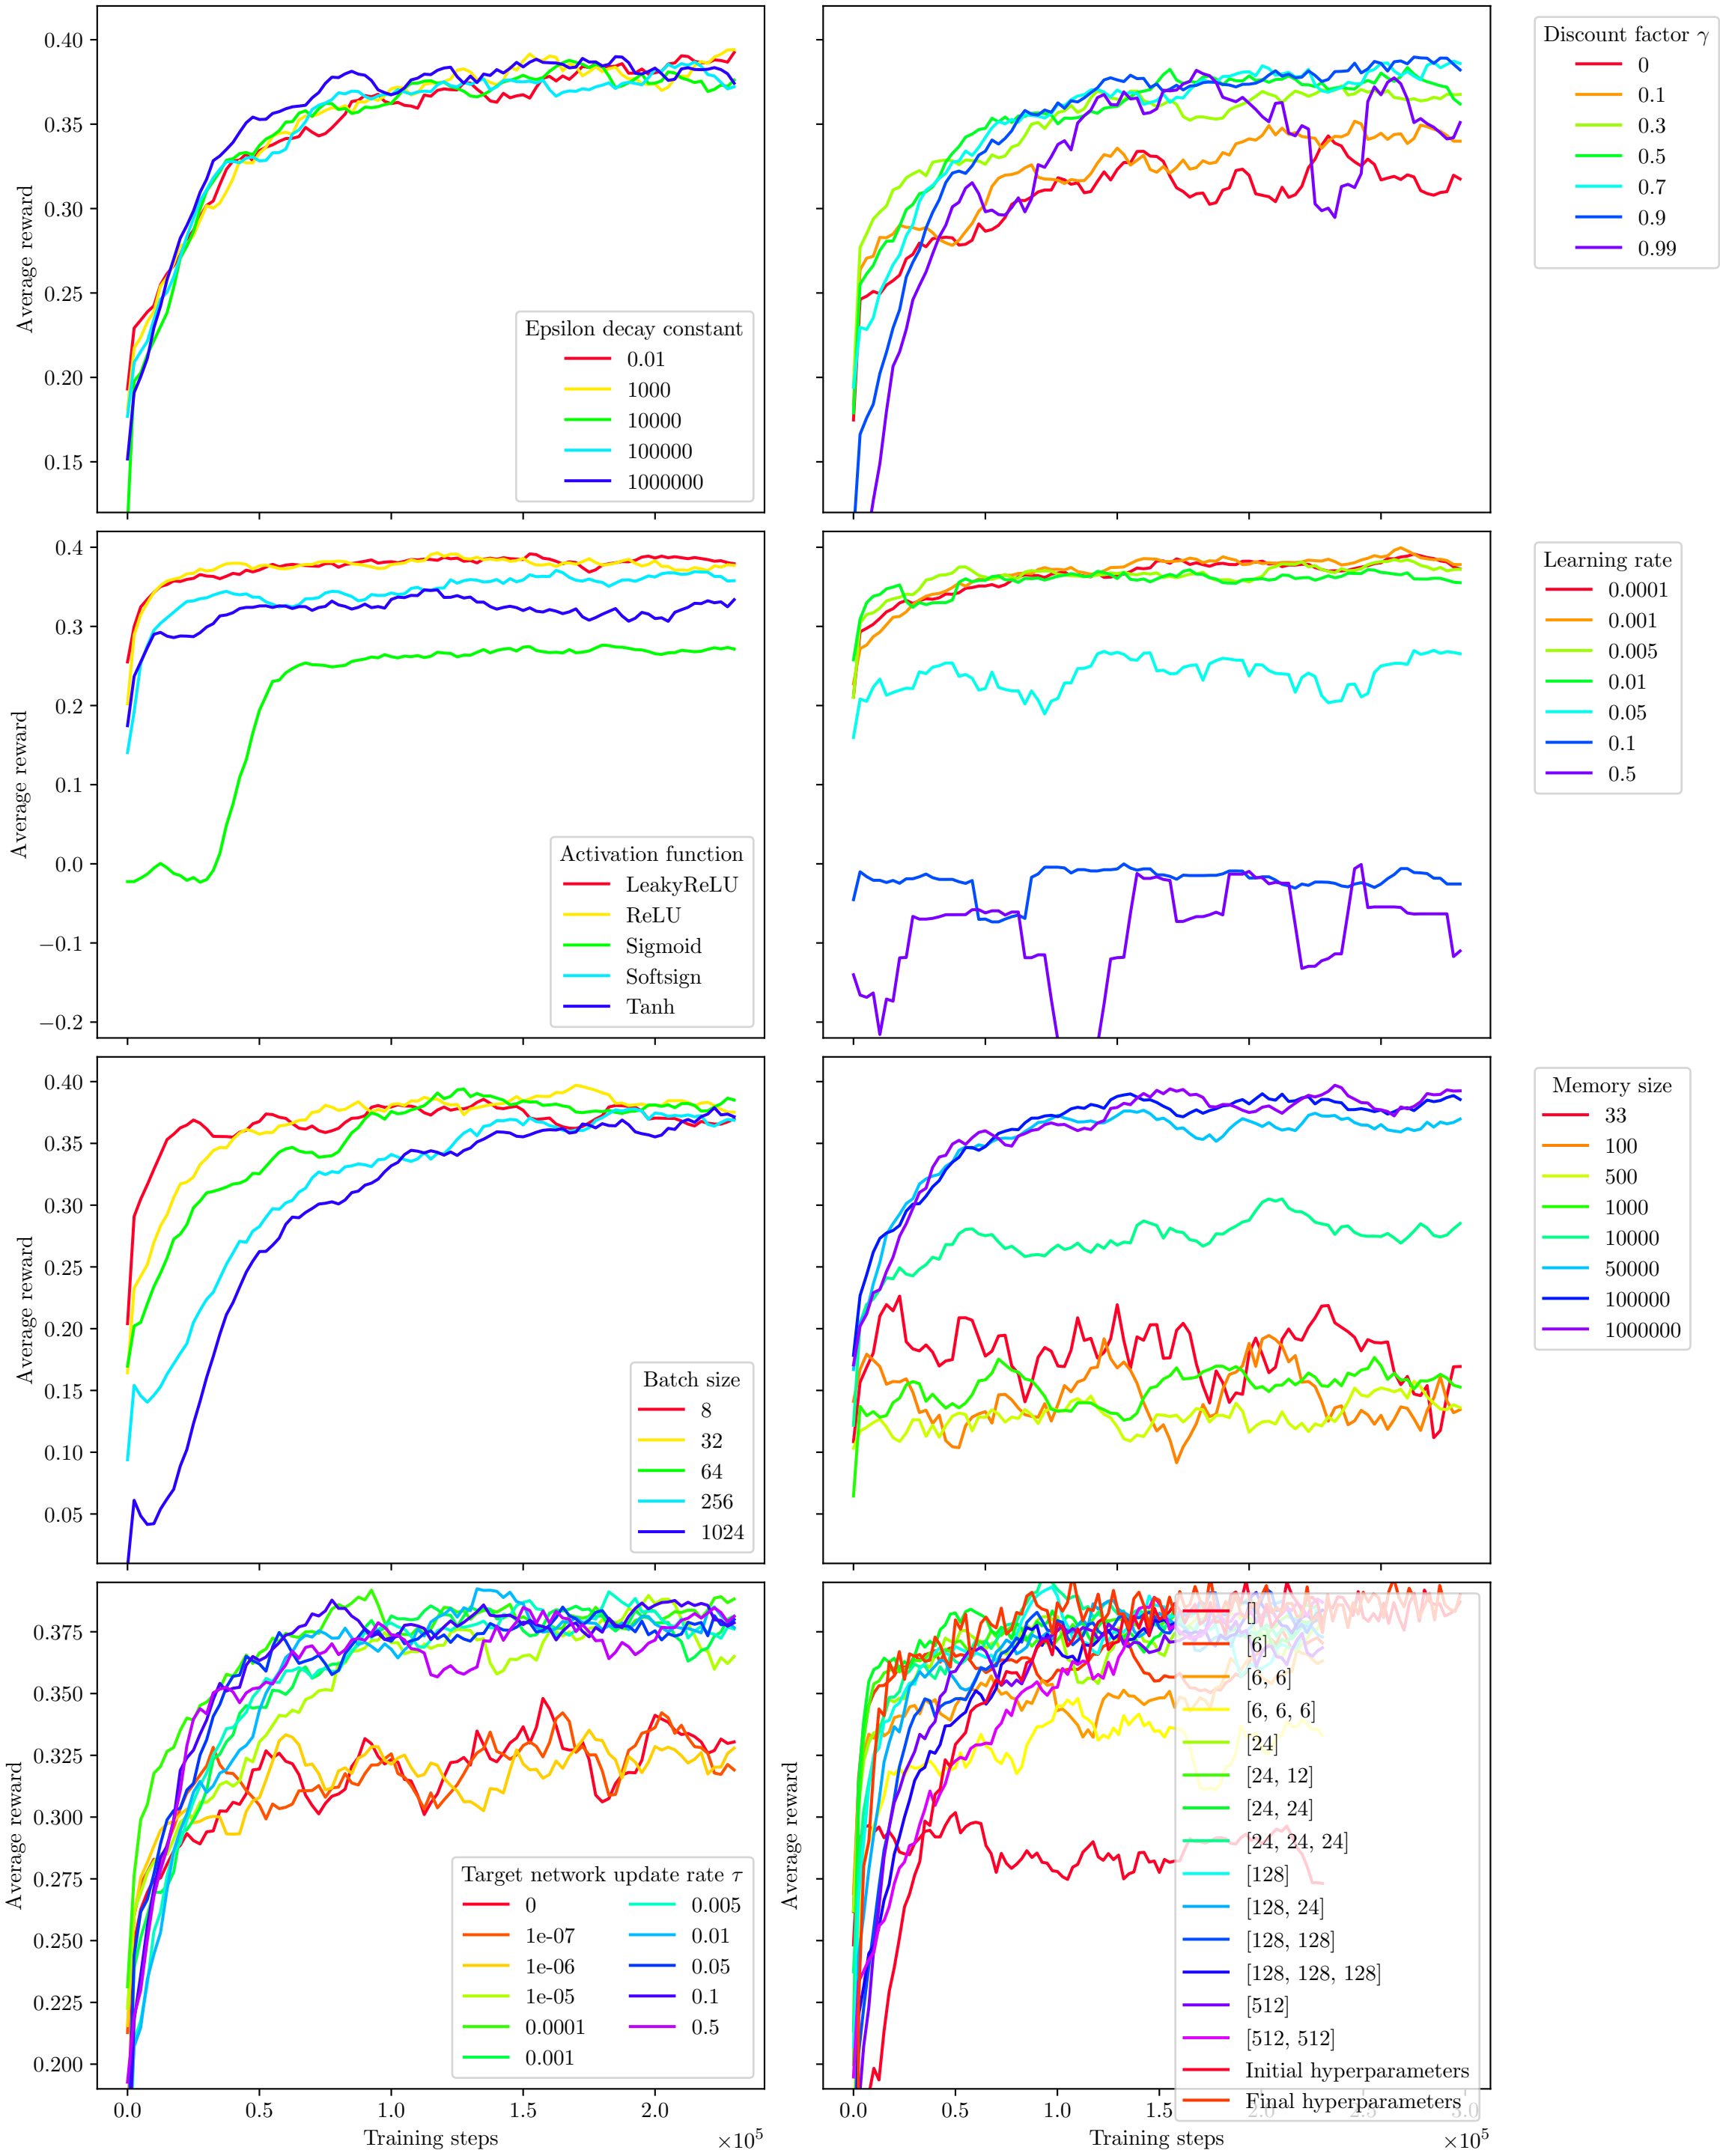 0.40
0.35
0.30
0.25
0.20
0.15
Average reward
Epsilon decay constant
0.01
1000
10000
100000
1000000
Discount factor γ
0
0.1
0.3
0.5
0.7
0.9
0.99
0.4
0.3
0.2
0.1
0.0
−0.1
−0.2
Average reward
Activation function
LeakyReLU
ReLU
Sigmoid
Softsign
Tanh
Learning rate
0.0001
0.001
0.005
0.01
0.05
0.1
0.5
0.40
0.35
0.30
0.25
0.20
0.15
0.10
0.05
Average reward
Batch size
8
32
64
256
1024
Memory size
33
100
500
1000
10000
50000
100000
1000000
0.375
0.350
0.325
0.300
0.275
0.250
0.225
0.200
Average reward
Target network update rate τ
0
1e-07
1e-06
1e-05
0.0001
0.001
0.005
0.01
0.05
0.1
0.5
0.0 0.5 1.0 1.5 2.0
Training steps
×10⁵
Average reward
[]
[6]
[6, 6]
[6, 6, 6]
[24]
[24, 12]
[24, 24]
[24, 24, 24]
[128]
[128, 24]
[128, 128]
[128, 128, 128]
[512]
[512, 512]
Initial hyperparameters
Final hyperparameters
0.0 0.5 1.0 1.5
Training steps
×10⁵